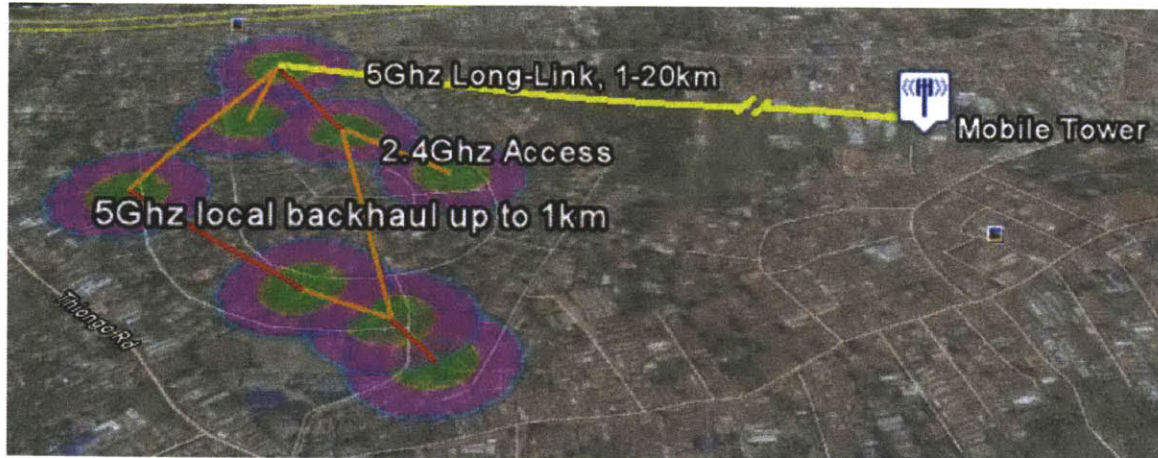 5Ghz Long-Link, 1-20km
Mobile Tower
2.4Ghz Access
5Ghz local backhaul up to 1km
Thiongo Rd